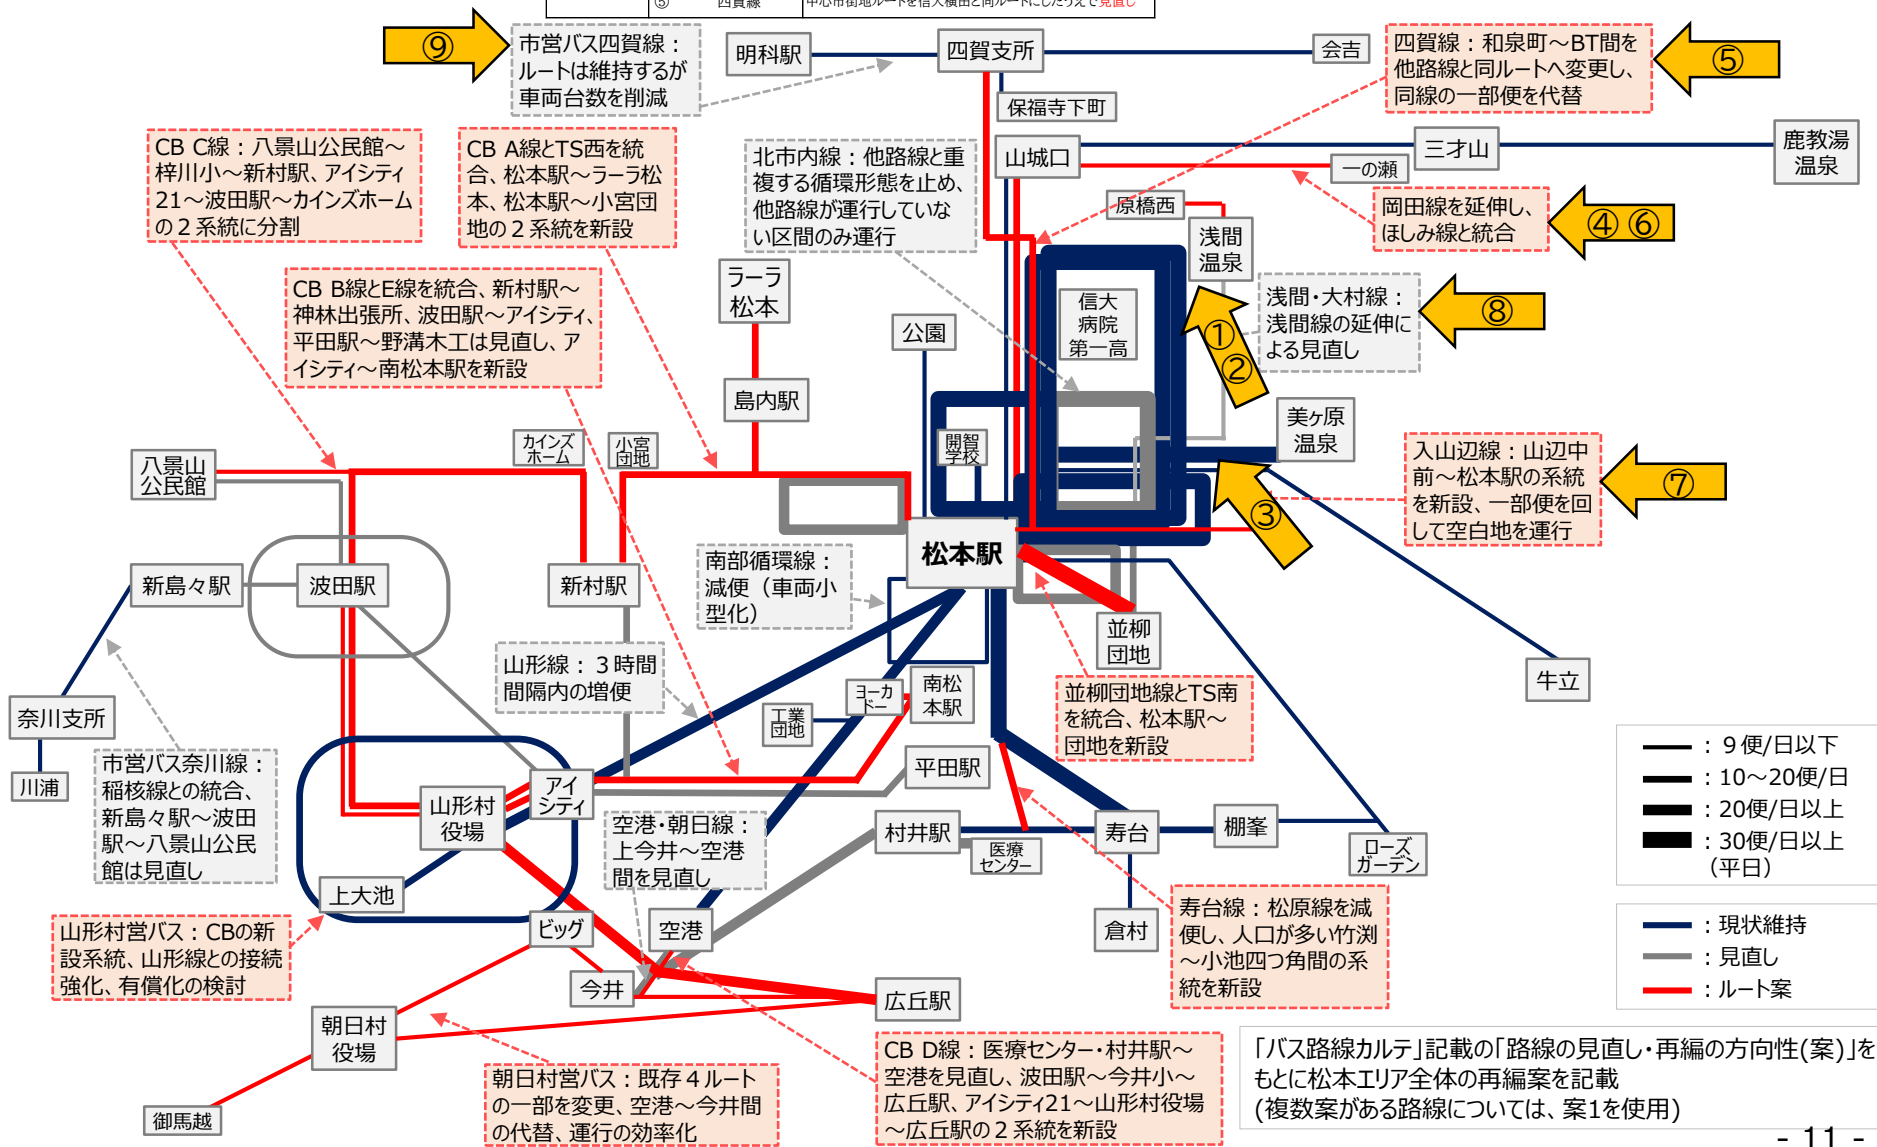 ⑤ 四賀線 中心市街地ルートを信大横田と同ルートにしたうえで見直し
⑨
市営バス四賀線：
ルートは維持するが
車両台数を削減
明科駅
四賀支所
会吉
四賀線：和泉町～BT間を
他路線と同ルートへ変更し、
同線の一部便を代替
⑤
保福寺下町
CB C線：八景山公民館～
梓川小～新村駅、アイシティ
21～波田駅～カインズホーム
の２系統に分割
CB A線とTS西を統
合、松本駅～ラーラ松
本、松本駅～小宮団
地の２系統を新設
北市内線：他路線と重
複する循環形態を止め、
他路線が運行していな
い区間のみ運行
山城口
三才山
鹿教湯
温泉
一の瀬
原橋西
岡田線を延伸し、
ほしみ線と統合
④ ⑥
浅間
温泉
CB B線とE線を統合、新村駅～
神林出張所、波田駅～アイシティ、
平田駅～野溝木工は見直し、ア
イシティ～南松本駅を新設
ラーラ
松本
公園
信大
病院
第一高
浅間・大村線：
浅間線の延伸に
よる見直し
⑧
①
②
島内駅
美ヶ原
温泉
カインズ
ホーム
小宮
団地
開智
学校
八景山
公民館
入山辺線：山辺中
前～松本駅の系統
を新設、一部便を回
して空白地を運行
⑦
③
松本駅
南部循環線：
減便（車両小
型化）
新島々駅
波田駅
新村駅
並柳
団地
山形線：３時間
間隔内の増便
ヨーカ
ドー
南松
本駅
並柳団地線とTS南
を統合、松本駅～
団地を新設
牛立
奈川支所
工業
団地
川浦
市営バス奈川線：
稲核線との統合、
新島々駅～波田
駅～八景山公民
館は見直し
平田駅
アイ
シティ
山形村
役場
空港・朝日線：
上今井～空港
間を見直し
村井駅
医療
センター
寿台
棚峯
ローズ
ガーデン
：９便/日以下
：10～20便/日
：20便/日以上
：30便/日以上
(平日)
上大池
山形村営バス：CBの新
設系統、山形線との接続
強化、有償化の検討
ビッグ
空港
倉村
寿台線：松原線を減
便し、人口が多い竹渕
～小池四つ角間の系
統を新設
：現状維持
：見直し
：ルート案
今井
広丘駅
朝日村
役場
朝日村営バス：既存４ルート
の一部を変更、空港～今井間
の代替、運行の効率化
CB D線：医療センター・村井駅～
空港を見直し、波田駅～今井小～
広丘駅、アイシティ21～山形村役場
～広丘駅の２系統を新設
御馬越
「バス路線カルテ」記載の「路線の見直し・再編の方向性(案)」を
もとに松本エリア全体の再編案を記載
(複数案がある路線については、案1を使用)
- 11 -